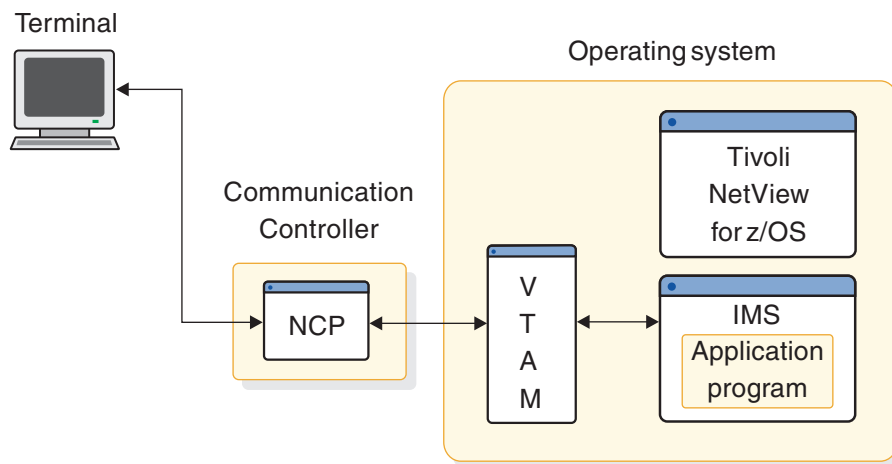 Terminal
Operating system
Tivoli
NetView
for z/OS
Communication
Controller
NCP
V
T
A
M
IMS
Application
program